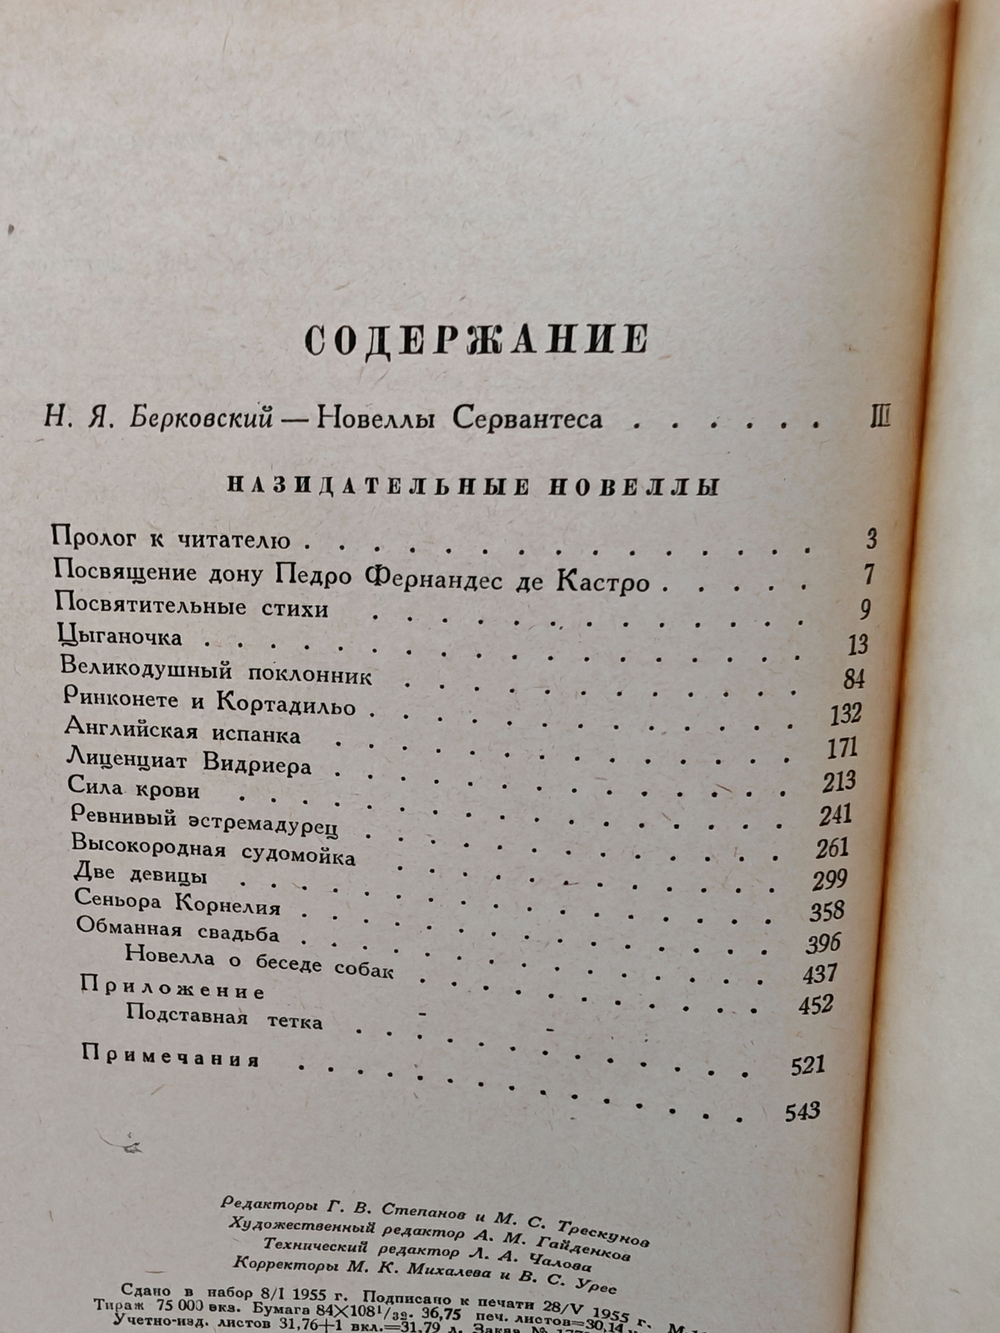 СОДЕРЖАНИЕ
Н. Я. Берковский — Новеллы Сервантеса . . . . . . III
НАЗИДАТЕЛЬНЫЕ НОВЕЛЛЫ
Пролог к читателю . . . . . . . . . . . . . . . 3
Посвящение дону Педро Фернандес де Кастро . . . . . 7
Посвятительные стихи . . . . . . . . . . . . . 9
Цыганочка . . . . . . . . . . . . . . . . . . 13
Великодушный поклонник . . . . . . . . . . . . 84
Ринконете и Кортадильо . . . . . . . . . . . . . 132
Английская испанка . . . . . . . . . . . . . . 171
Лиценциат Видриера . . . . . . . . . . . . . . 213
Сила крови . . . . . . . . . . . . . . . . . 241
Ревнивый эстремадурец . . . . . . . . . . . . . 261
Высокородная судомойка . . . . . . . . . . . . 299
Две девицы . . . . . . . . . . . . . . . . . 358
Сеньора Корнелия . . . . . . . . . . . . . . . 396
Обманная свадьба . . . . . . . . . . . . . . . 437
Новелла о беседе собак . . . . . . . . . . . 452
Приложение
Подставная тетка . . . . . . . . . . . . . 521
Примечания . . . . . . . . . . . . . . . 543
Редакторы Г. В. Степанов и М. С. Трескунов
Художественный редактор А. М. Гайденков
Технический редактор Л. А. Чалова
Корректоры М. К. Михалева и В. С. Урес
Сдано в набор 8/I 1955 г. Подписано к печати 28/V 1955 г.
Тираж 75 000 вкз. Бумага 84×108¹/₃₂. 36,75 печ. листов=30,14
Учетно-изд. листов 31,76+1 вкл.=31,79 л. Заказ №